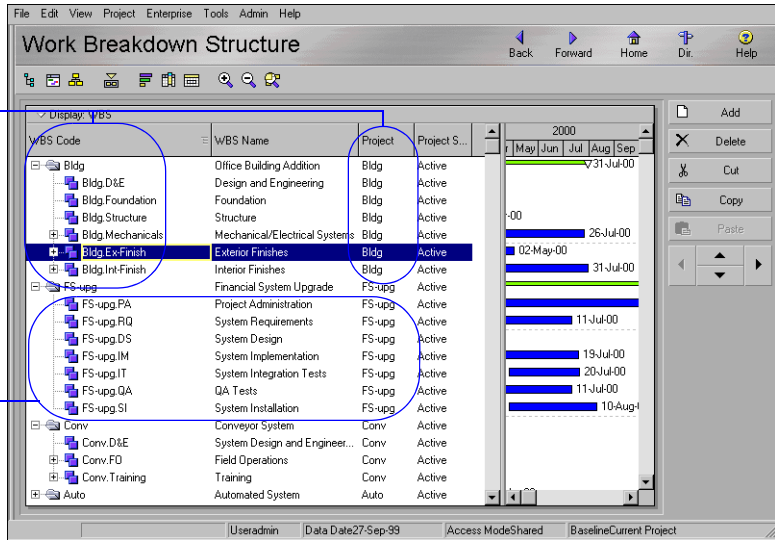 File Edit View Project Enterprise Tools Admin Help
Work Breakdown Structure
Back Forward Home Dir. Help
Display: WBS
WBS Code WBS Name Project Project S...
2000
May Jun Jul Aug Sep
Bldg Office Building Addition Bldg Active 31-Jul-00
Bldg.D&E Design and Engineering Bldg Active
Bldg.Foundation Foundation Bldg Active
Bldg.Structure Structure Bldg Active -00
Bldg.Mechanicals Mechanical/Electrical Systems Bldg Active 26-Jul-00
Bldg.Ex-Finish Exterior Finishes Bldg Active 02-May-00
Bldg.Int-Finish Interior Finishes Bldg Active 31-Jul-00
FS-upg Financial System Upgrade FS-upg Active
FS-upg.PA Project Administration FS-upg Active
FS-upg.RQ System Requirements FS-upg Active 11-Jul-00
FS-upg.DS System Design FS-upg Active
FS-upg.IM System Implementation FS-upg Active 19-Jul-00
FS-upg.IT System Integration Tests FS-upg Active 20-Jul-00
FS-upg.QA QA Tests FS-upg Active 11-Jul-00
FS-upg.SI System Installation FS-upg Active 10-Aug-
Conv Conveyor System Conv Active
Conv.D&E System Design and Engineer... Conv Active
Conv.FO Field Operations Conv Active
Conv.Training Training Conv Active
Auto Automated System Auto Active
Add
Delete
Cut
Copy
Paste
Useradmin Data Date27-Sep-99 Access ModeShared BaselineCurrent Project